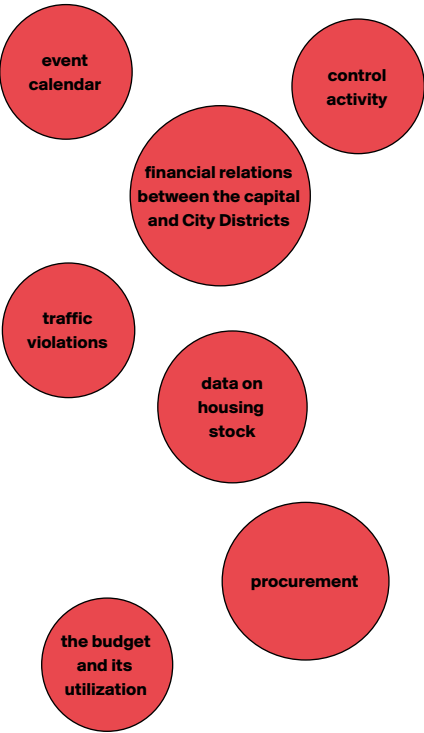 event
calendar
control
activity
financial relations
between the capital
and City Districts
traffic
violations
data on
housing
stock
procurement
the budget
and its
utilization